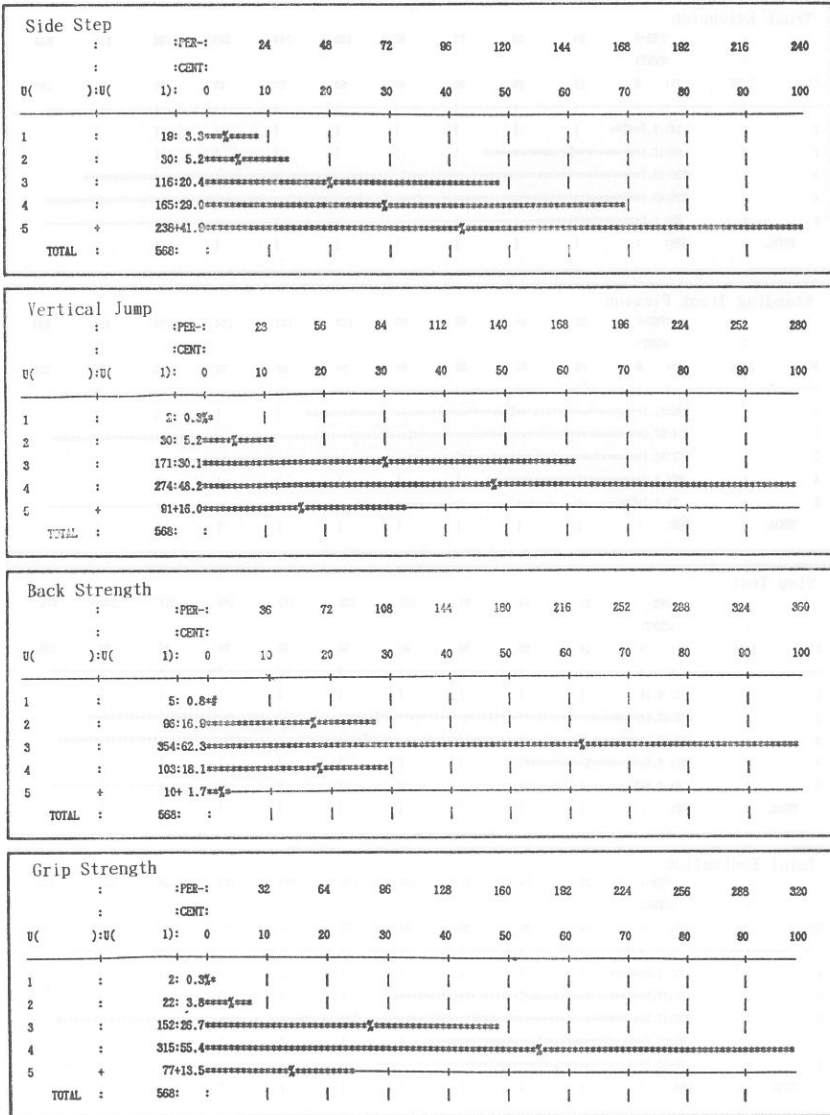 Side Step
: :PER-: 24 48 72 96 120 144 168 192 216 240
: :CENT:
U( ):U( 1): 0 10 20 30 40 50 60 70 80 90 100
1 : 19: 3.3
2 : 30: 5.2
3 : 116:20.4
4 : 165:29.0
5 + 238+41.9
TOTAL : 568: :
Vertical Jump
: :PER-: 23 56 84 112 140 168 196 224 252 280
: :CENT:
U( ):U( 1): 0 10 20 30 40 50 60 70 80 90 100
1 : 2: 0.3
2 : 30: 5.2
3 : 171:30.1
4 : 274:48.2
5 + 91+16.0
TOTAL : 568: :
Back Strength
: :PER-: 36 72 108 144 180 216 252 288 324 360
: :CENT:
U( ):U( 1): 0 10 20 30 40 50 60 70 80 90 100
1 : 5: 0.8
2 : 96:16.9
3 : 354:62.3
4 : 103:18.1
5 + 10+ 1.7
TOTAL : 568: :
Grip Strength
: :PER-: 32 64 96 128 160 192 224 256 288 320
: :CENT:
U( ):U( 1): 0 10 20 30 40 50 60 70 80 90 100
1 : 2: 0.3
2 : 22: 3.8
3 : 152:26.7
4 : 315:55.4
5 + 77+13.5
TOTAL : 568: :